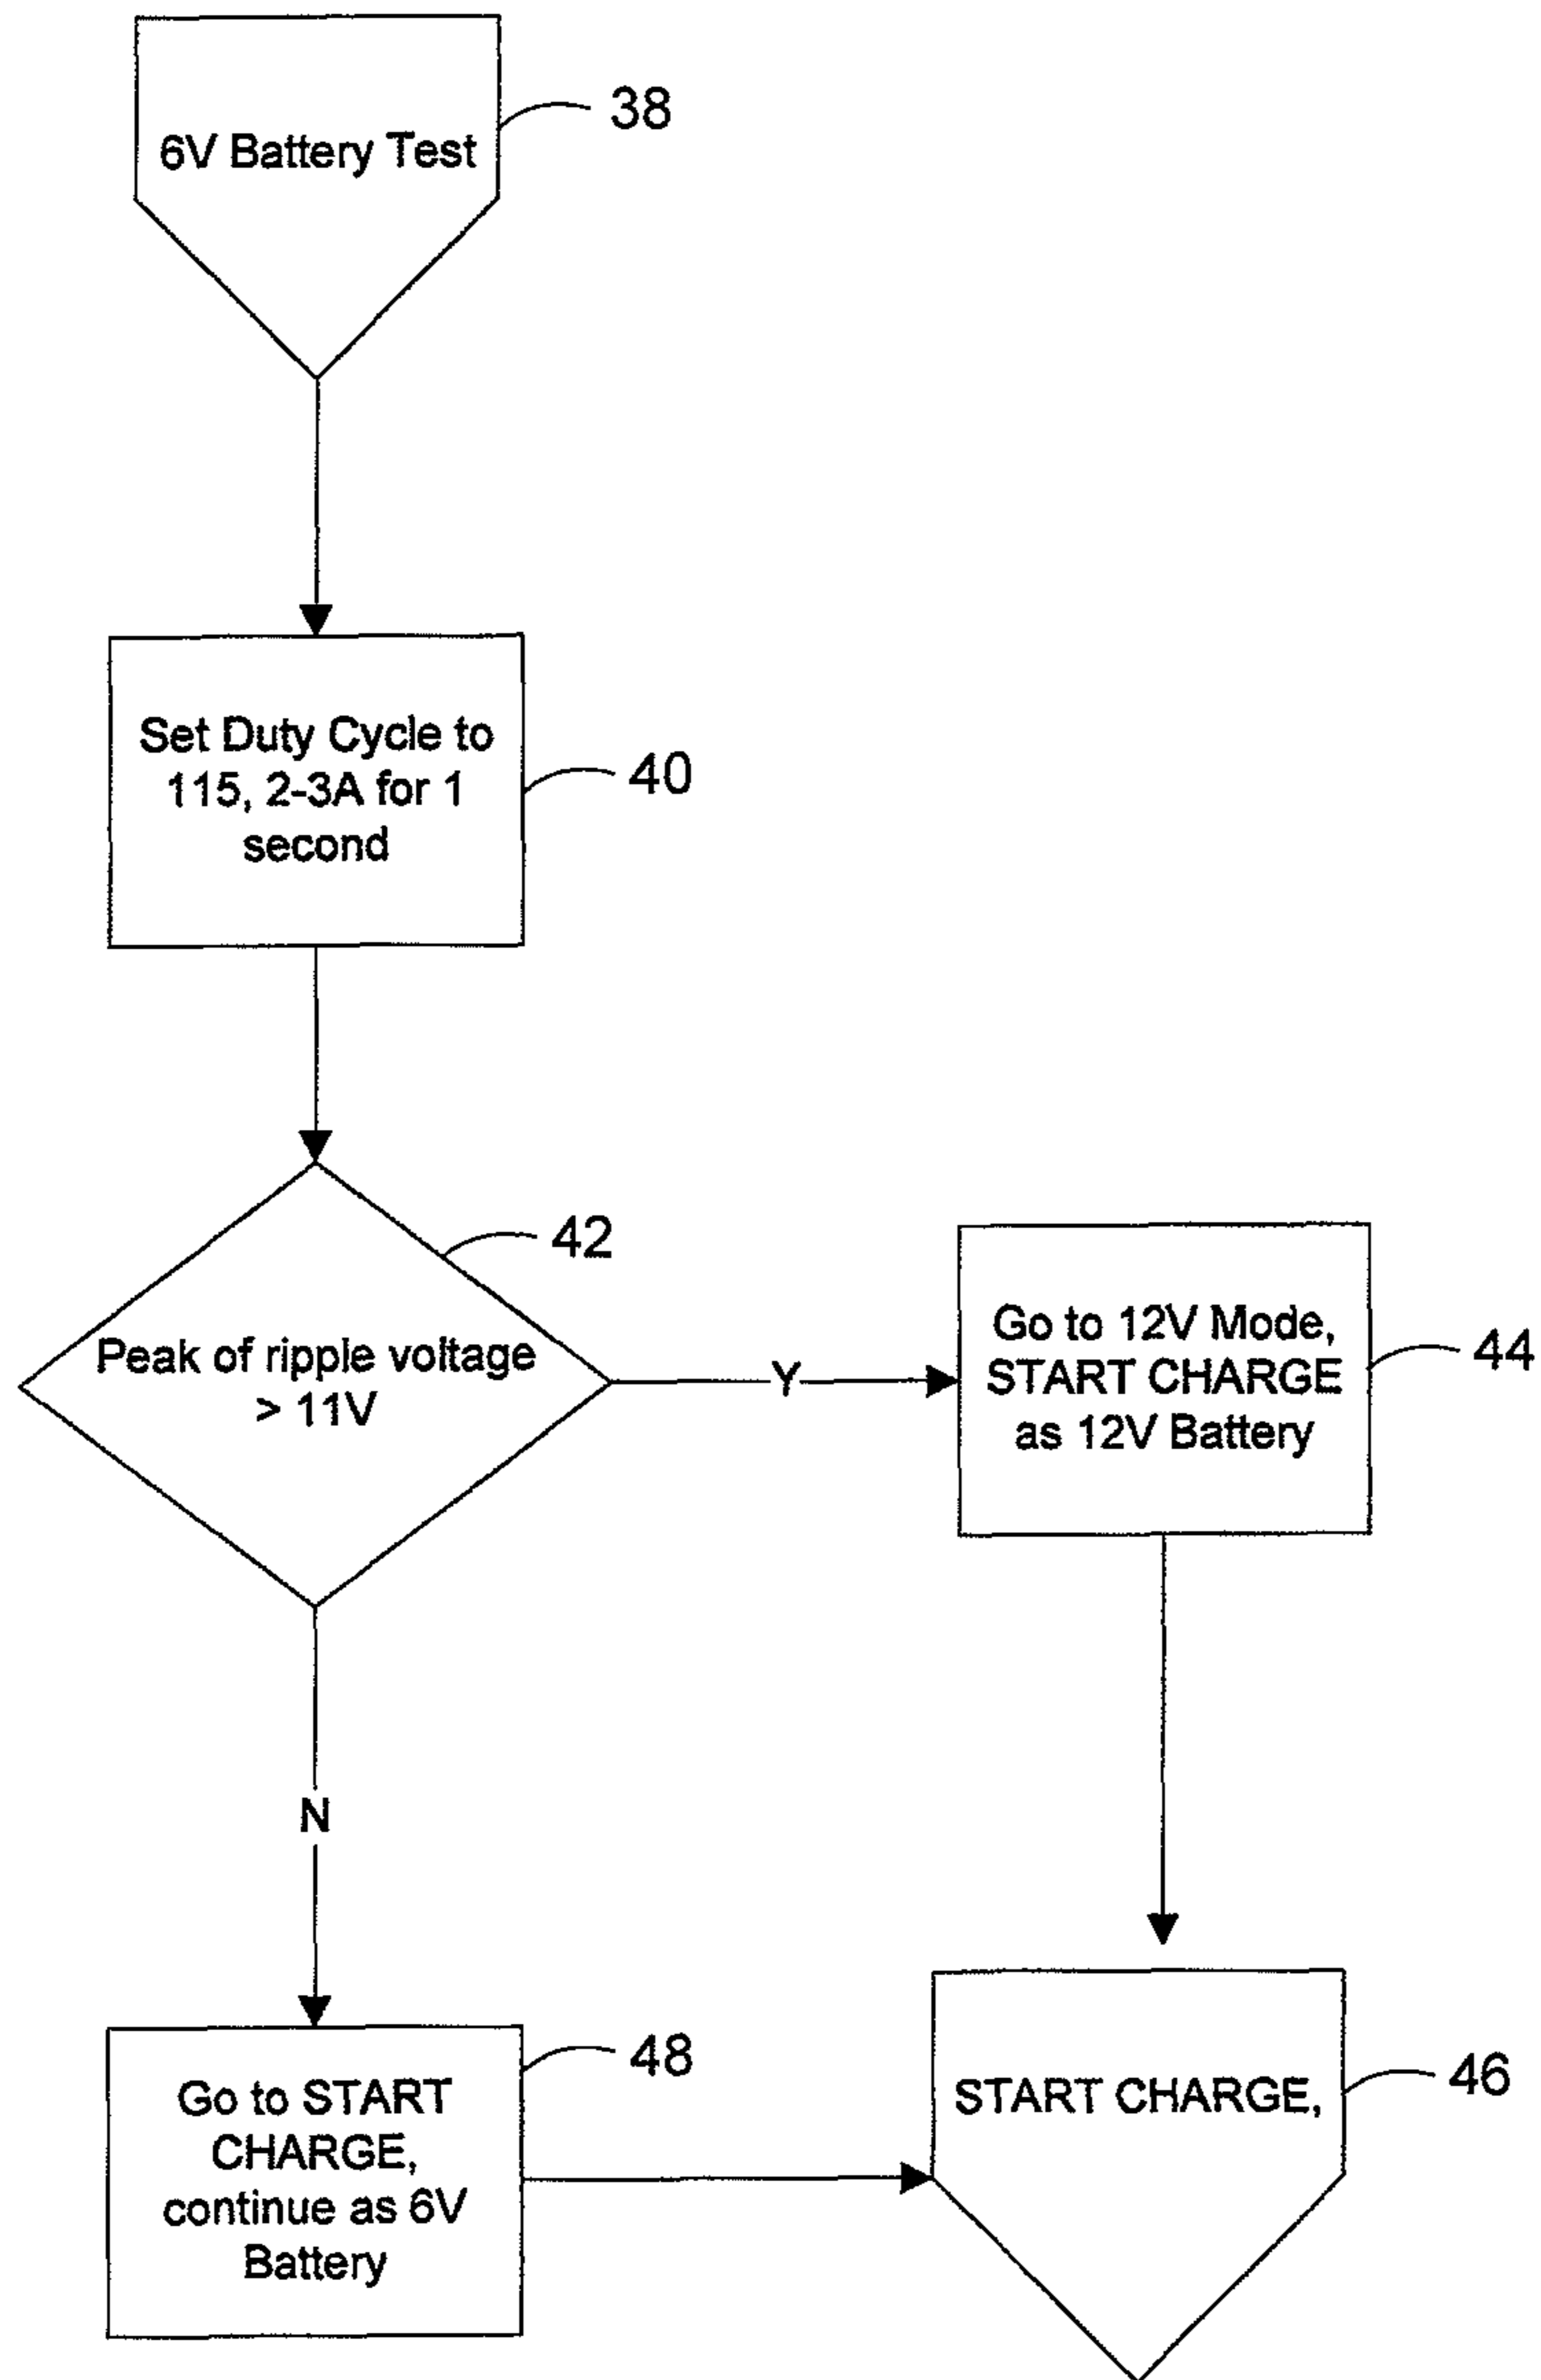 6V Battery Test
38
Set Duty Cycle to
115, 2-3A for 1
second
40
42
Peak of ripple voltage
> 11V
Y
Go to 12V Mode,
START CHARGE
as 12V Battery
44
N
Go to START
CHARGE,
continue as 6V
Battery
48
START CHARGE,
46